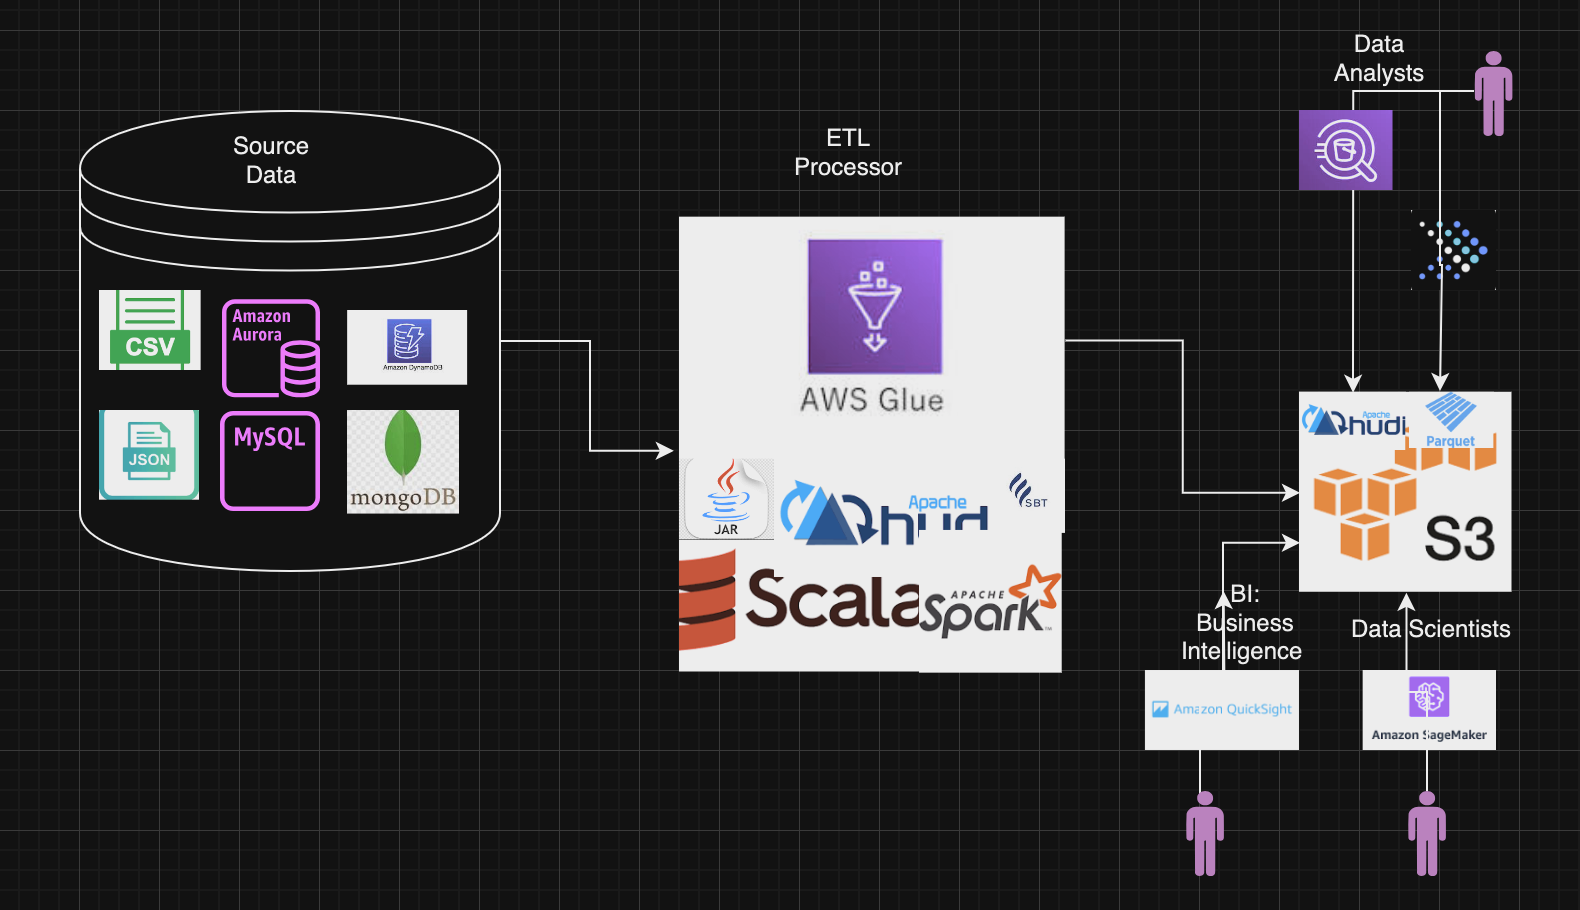 Source
Data
CSV
Amazon
Aurora
Amazon DynamoDB
JSON
MySQL
mongoDB
ETL
Processor
AWS Glue
JAR
Apache
hudi
SBT
Scala
APACHE
Spark
TM
Data
Analysts
Apache
hudi
Parquet
S3
BI:
Business
Intelligence
Data Scientists
Amazon QuickSight
Amazon SageMaker